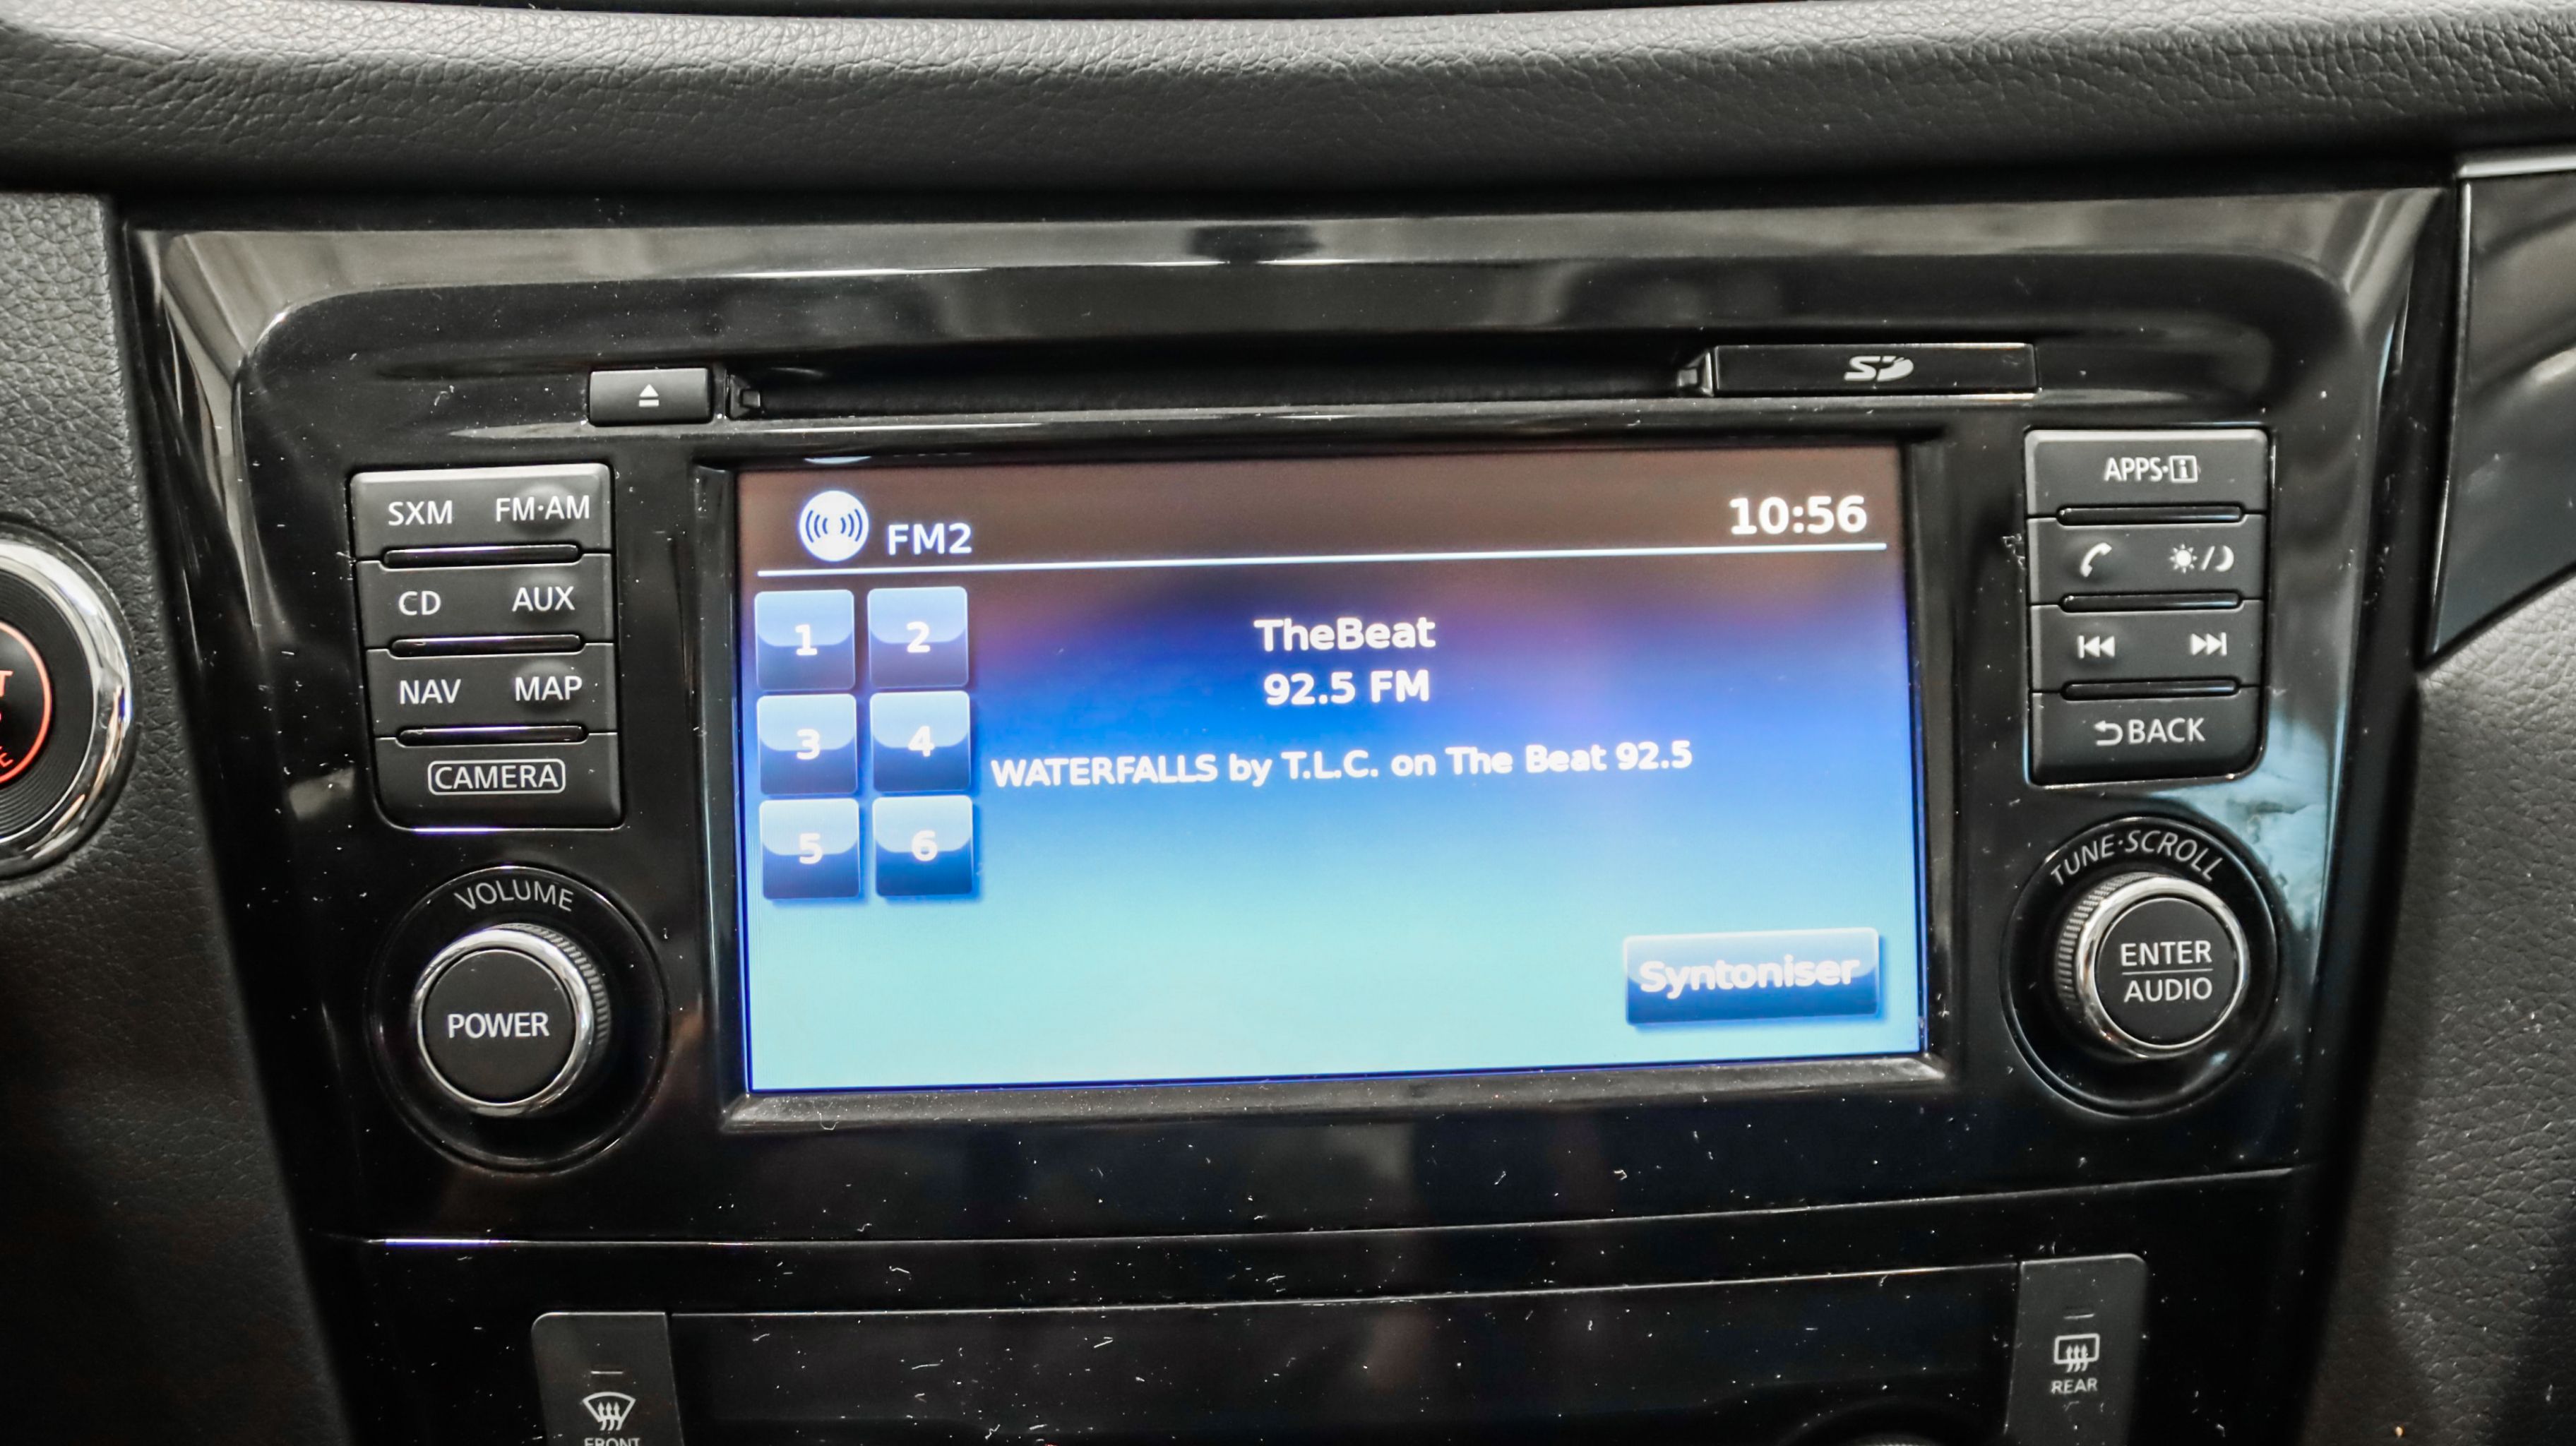 SD
APPS·i
SXM FM·AM
CD AUX
NAV MAP
CAMERA
VOLUME
POWER
FM2
10:56
1 2
3 4
5 6
TheBeat
92.5 FM
WATERFALLS by T.L.C. on The Beat 92.5
Syntoniser
BACK
TUNE·SCROLL
ENTER
AUDIO
FRONT
REAR